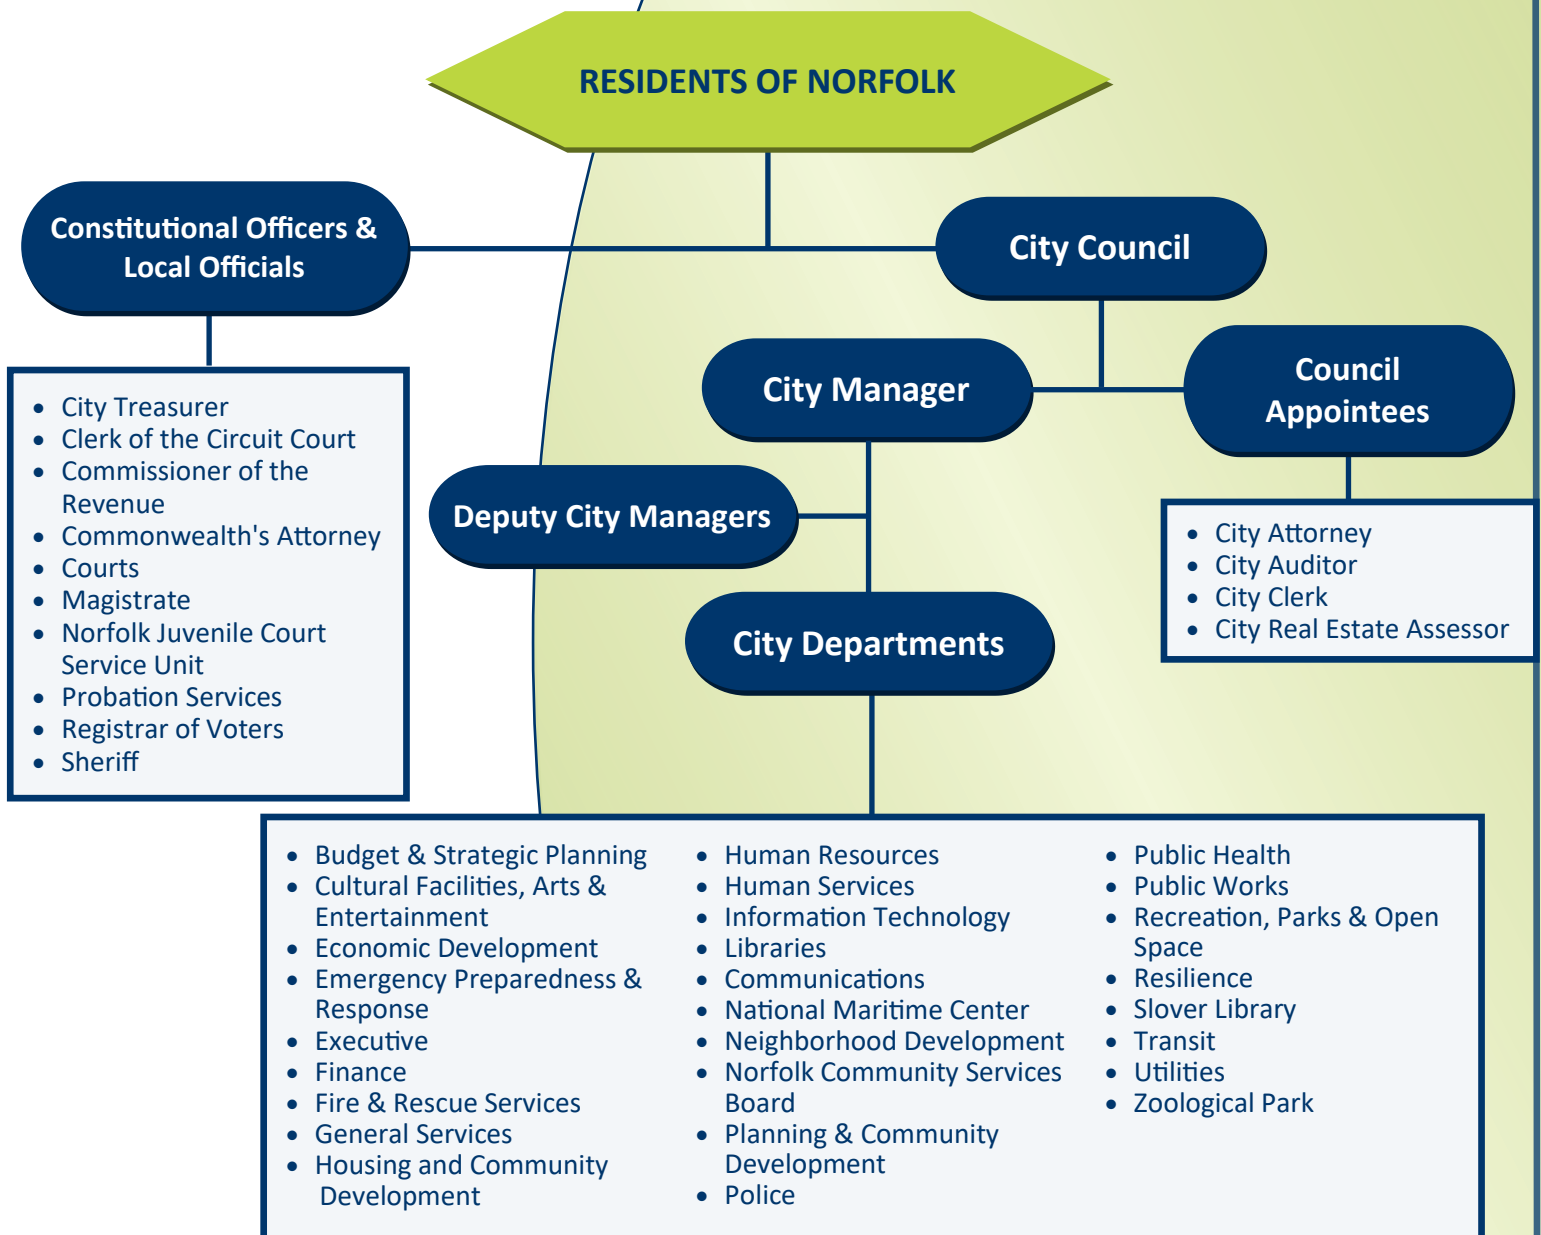 RESIDENTS OF NORFOLK
Constitutional Officers &
Local Officials
City Council
City Manager
Council
Appointees
Deputy City Managers
City Departments
• City Treasurer
• Clerk of the Circuit Court
• Commissioner of the
Revenue
• Commonwealth's Attorney
• Courts
• Magistrate
• Norfolk Juvenile Court
Service Unit
• Probation Services
• Registrar of Voters
• Sheriff
• City Attorney
• City Auditor
• City Clerk
• City Real Estate Assessor
• Budget & Strategic Planning
• Cultural Facilities, Arts &
Entertainment
• Economic Development
• Emergency Preparedness &
Response
• Executive
• Finance
• Fire & Rescue Services
• General Services
• Housing and Community
Development
• Human Resources
• Human Services
• Information Technology
• Libraries
• Communications
• National Maritime Center
• Neighborhood Development
• Norfolk Community Services
Board
• Planning & Community
Development
• Police
• Public Health
• Public Works
• Recreation, Parks & Open
Space
• Resilience
• Slover Library
• Transit
• Utilities
• Zoological Park